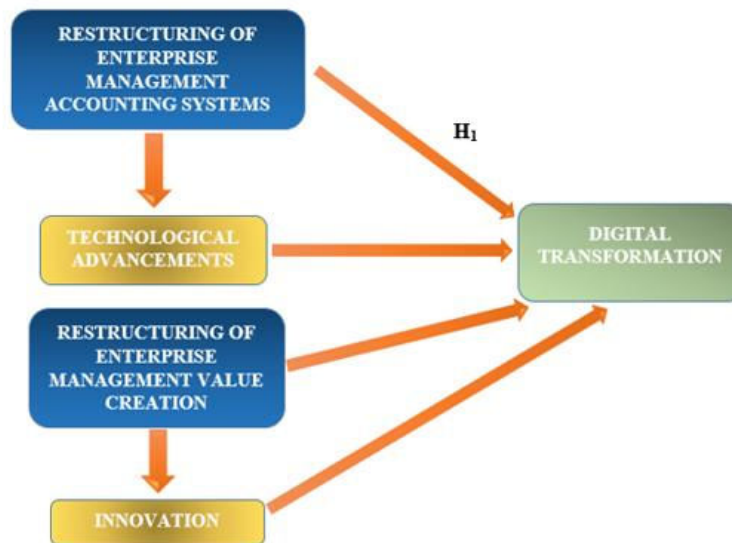 RESTRUCTURING OF
ENTERPRISE
MANAGEMENT
ACCOUNTING SYSTEMS
H₁
TECHNOLOGICAL
ADVANCEMENTS
DIGITAL
TRANSFORMATION
RESTRUCTURING OF
ENTERPRISE
MANAGEMENT VALUE
CREATION
INNOVATION